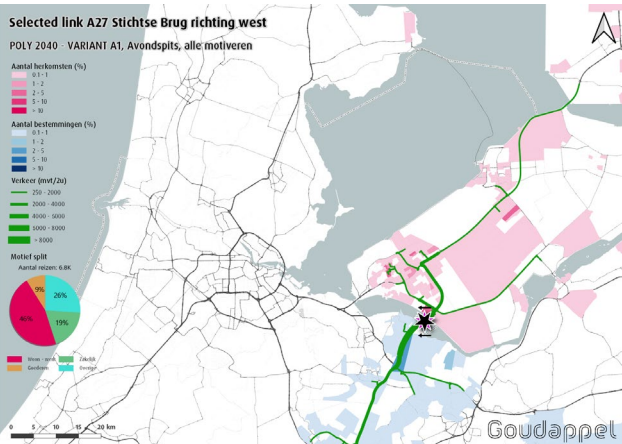 Selected link A27 Stichtse Brug richting west
POLY 2040 - VARIANT A1, Avondspits, alle motiveren
Aantal herkomsten (%)
0.1 - 1
1 - 2
2 - 5
5 - 10
> 10
Aantal bestemmingen (%)
0.1 - 1
1 - 2
2 - 5
5 - 10
> 10
Verkeer (mvt/2u)
250 - 2000
2000 - 4000
4000 - 6000
6000 - 8000
> 8000
Motief split
Aantal reizen: 6.8K
9%
26%
46%
19%
Woon - werk
Zakelijk
Goederen
Overige
0 5 10 15 20 km
Goudappel